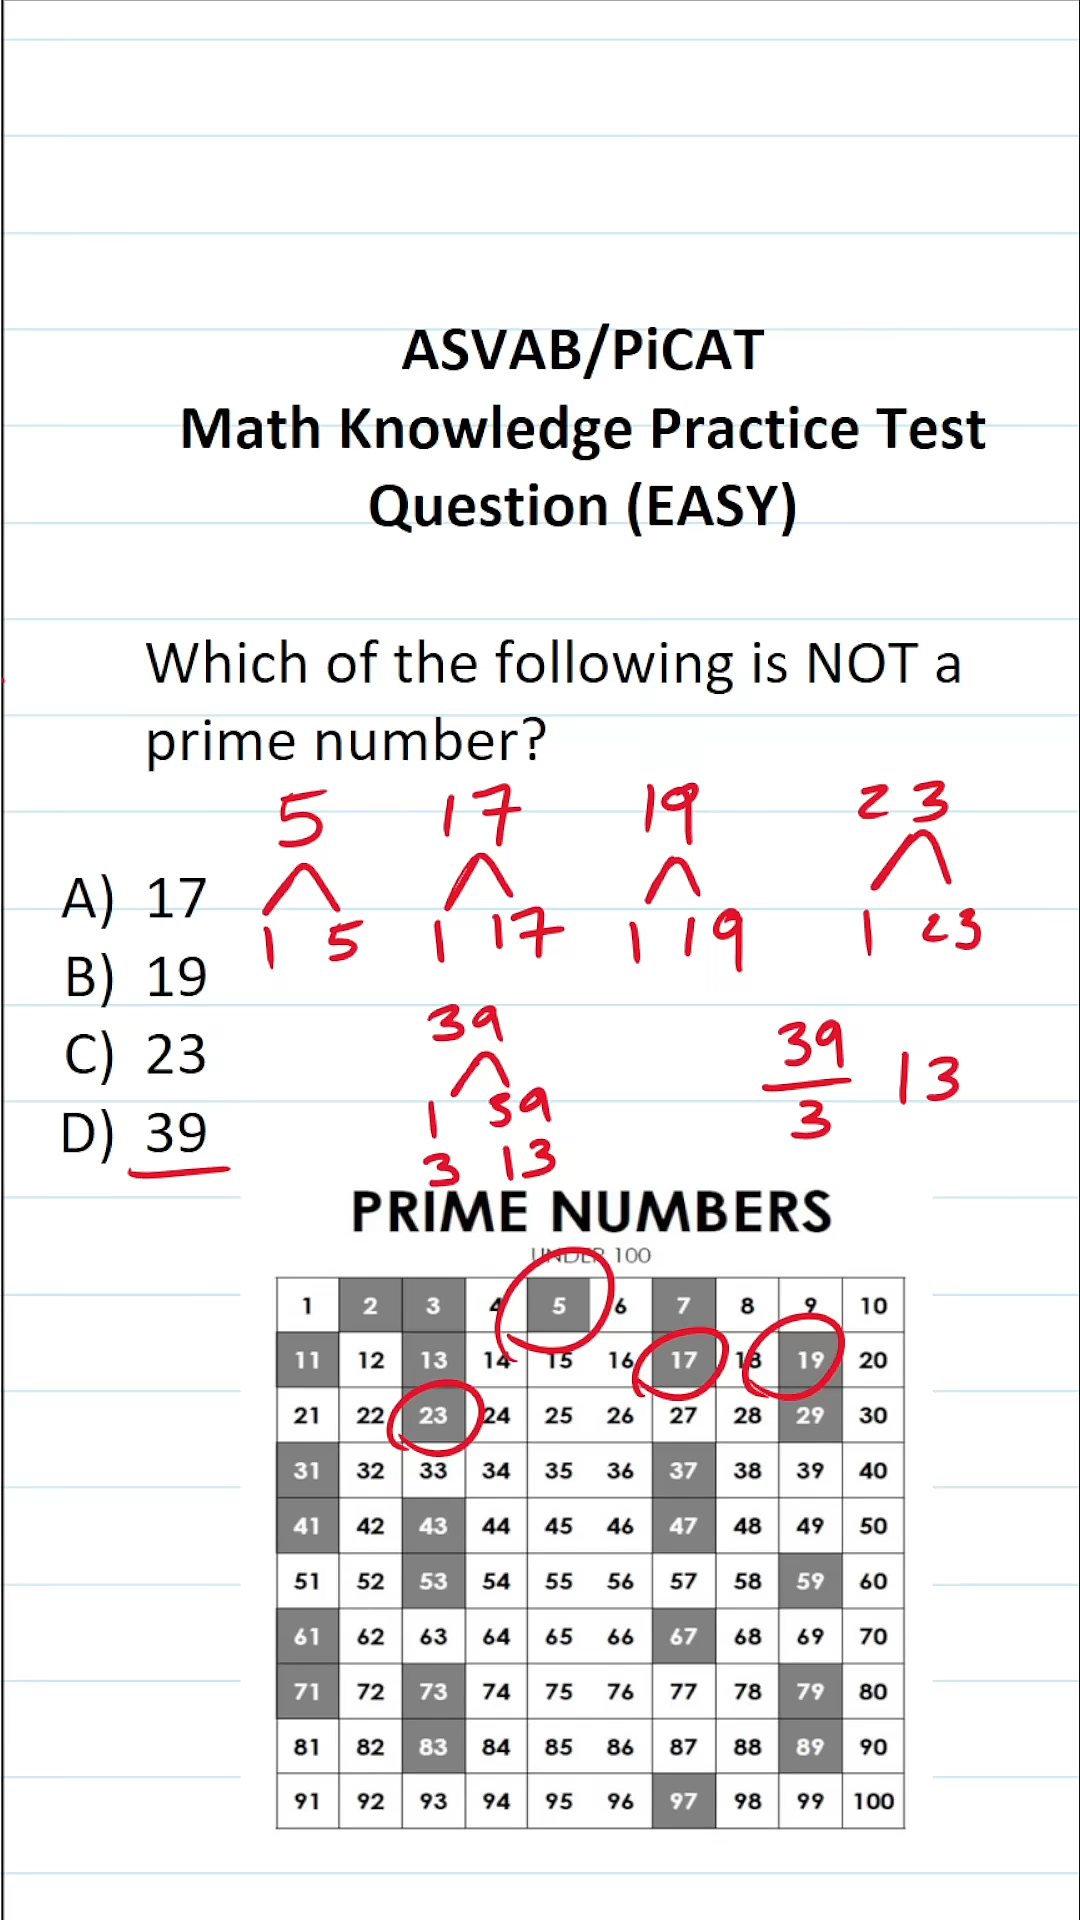 ASVAB/PiCAT
Math Knowledge Practice Test
Question (EASY)
Which of the following is NOT a
prime number?
5 17 19 23
A) 17
1 5 1 17 1 19 1 23
B) 19
39
C) 23
39
3
13
1 39
D) 39
3 13
PRIME NUMBERS
UNDER 100
1 2 3 4 5 6 7 8 9 10
11 12 13 14 15 16 17 18 19 20
21 22 23 24 25 26 27 28 29 30
31 32 33 34 35 36 37 38 39 40
41 42 43 44 45 46 47 48 49 50
51 52 53 54 55 56 57 58 59 60
61 62 63 64 65 66 67 68 69 70
71 72 73 74 75 76 77 78 79 80
81 82 83 84 85 86 87 88 89 90
91 92 93 94 95 96 97 98 99 100